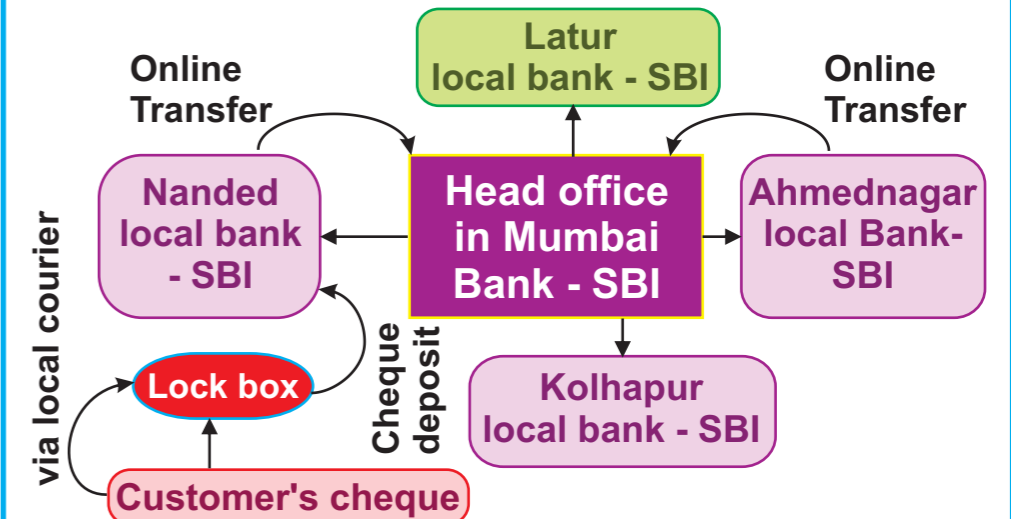 Latur
local bank - SBI
Online
Transfer
Online
Transfer
Nanded
local bank
- SBI
Head office
in Mumbai
Bank - SBI
Ahmednagar
local Bank-
SBI
via local courier
Lock box
Cheque
deposit
Kolhapur
local bank - SBI
Customer's cheque